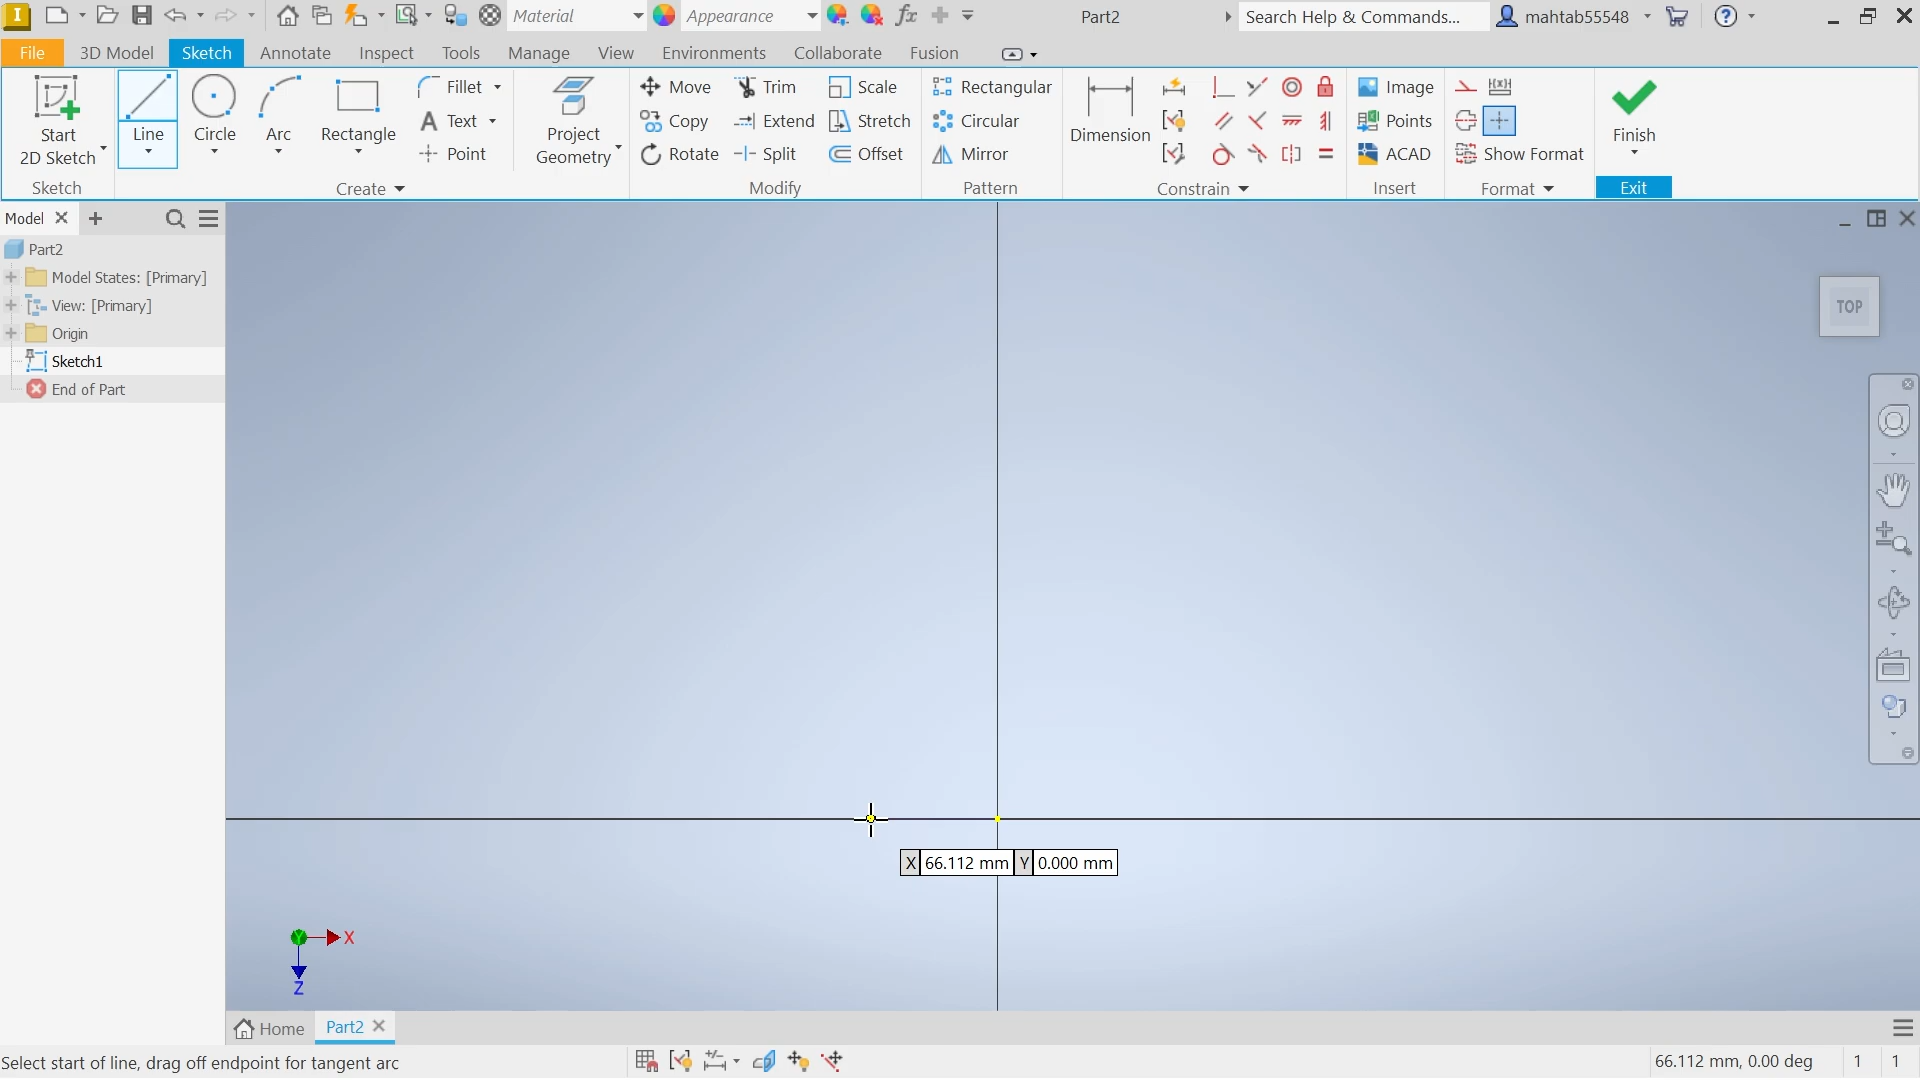 I Material Appearance fx Part2 Search Help & Commands... mahtab55548 ?
File 3D Model Sketch Annotate Inspect Tools Manage View Environments Collaborate Fusion
Start 2D Sketch
Line
Circle
Arc
Rectangle
Fillet
Text
Point
Project Geometry
Move Trim Scale
Copy Extend Stretch
Rotate Split Offset
Rectangular
Circular
Mirror
Dimension
Image
Points
ACAD
Show Format
Finish
Sketch Create Modify Pattern Constrain Insert Format Exit
Model
Part2
Model States: [Primary]
View: [Primary]
Origin
Sketch1
End of Part
TOP
X 66.112 mm Y 0.000 mm
Y X
Z
Home Part2
Select start of line, drag off endpoint for tangent arc 66.112 mm, 0.00 deg 1 1